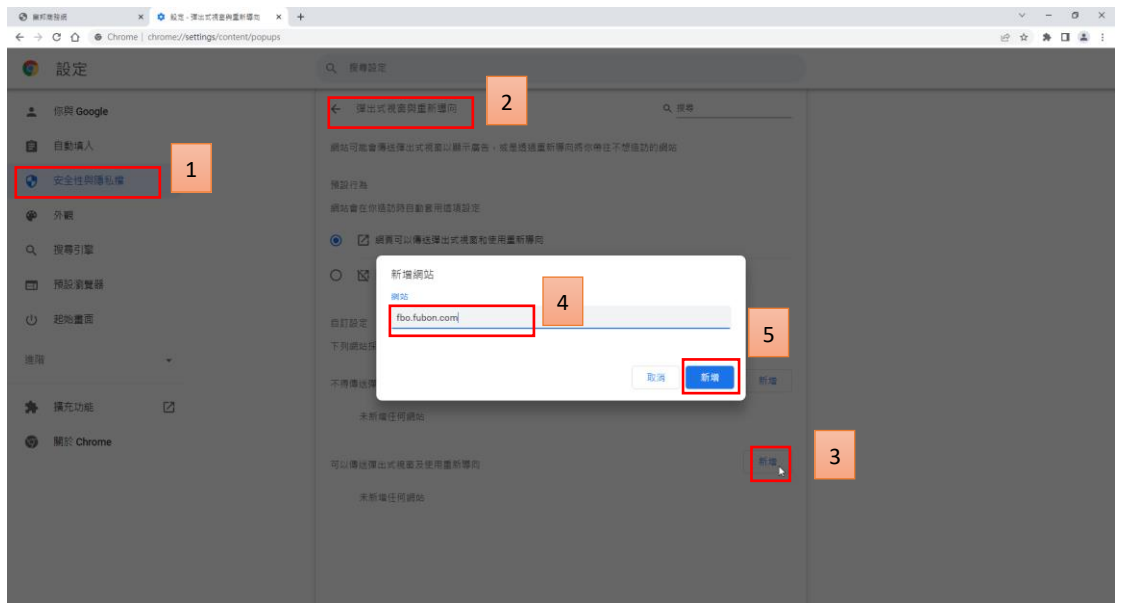 設定 - 彈出式視窗與重新導向
Chrome | chrome://settings/content/popups
設定
搜尋設定
你與 Google
自動填入
安全性與隱私權
外觀
搜尋引擎
預設瀏覽器
起始畫面
進階
擴充功能
關於 Chrome
1
彈出式視窗與重新導向
2
搜尋
網站可能會傳送彈出式視窗以顯示廣告，或是透過重新導向將你帶往不想造訪的網站
預設行為
網站會在你造訪時自動套用這項設定
網頁可以傳送彈出式視窗和使用重新導向
新增網站
網站
fbo.fubon.com
4
5
取消
新增
自訂設定
下列網站採
不得傳送彈
新增
未新增任何網站
可以傳送彈出式視窗及使用重新導向
新增
3
未新增任何網站